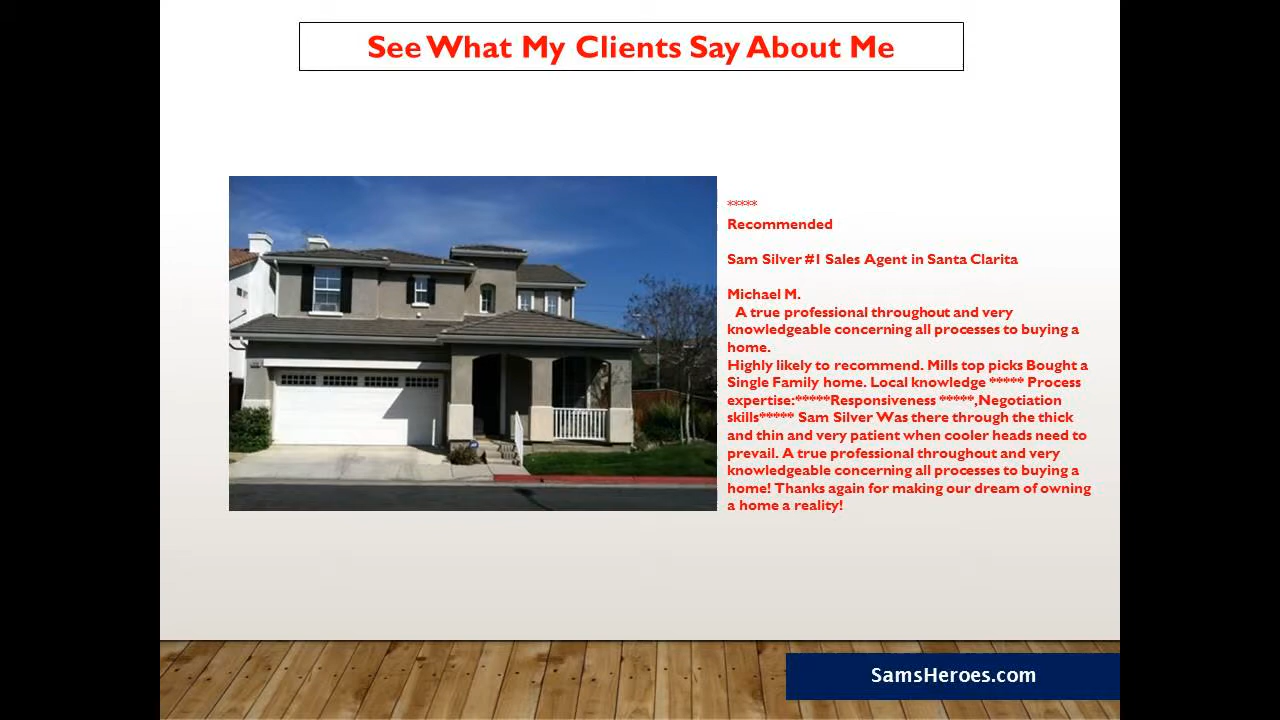 See What My Clients Say About Me
*****
Recommended
Sam Silver #1 Sales Agent in Santa Clarita
Michael M.
A true professional throughout and very
knowledgeable concerning all processes to buying a
home.
Highly likely to recommend. Mills top picks Bought a
Single Family home. Local knowledge ***** Process
expertise:*****Responsiveness *****,Negotiation
skills***** Sam Silver Was there through the thick
and thin and very patient when cooler heads need to
prevail. A true professional throughout and very
knowledgeable concerning all processes to buying a
home! Thanks again for making our dream of owning
a home a reality!
SamsHeroes.com